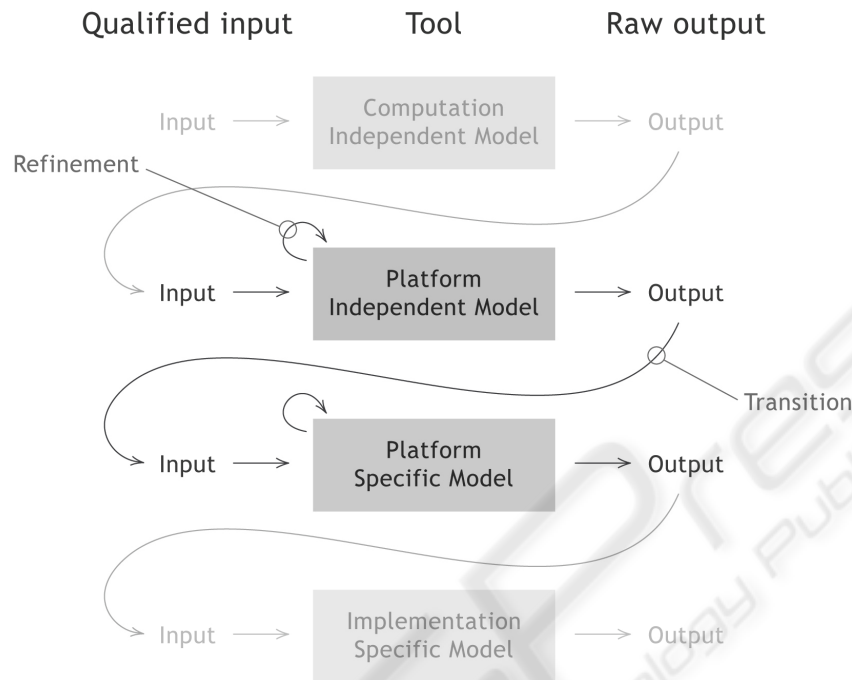 Qualified input
Tool
Raw output
Input
Computation
Independent Model
Output
Refinement
Input
Platform
Independent Model
Output
Transition
Input
Platform
Specific Model
Output
Input
Implementation
Specific Model
Output